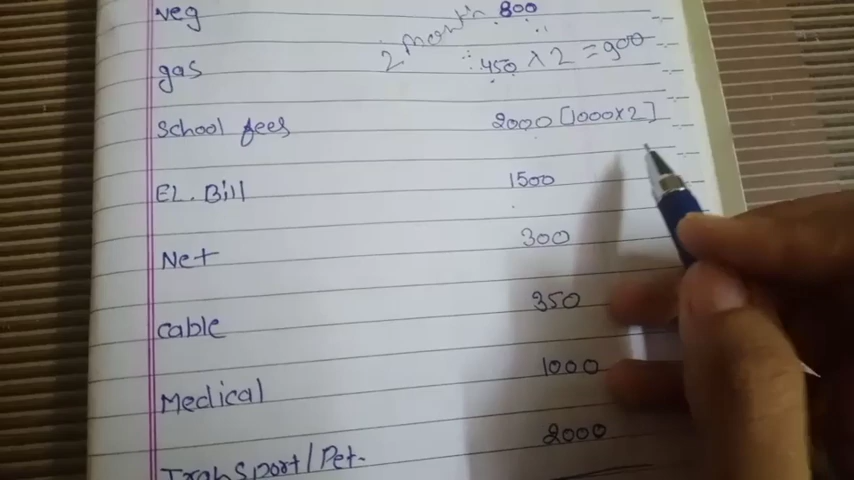 veg 800
gas 2 month 450 x 2 = 900
School fees 2000 [1000x2]
EL. Bill 1500
Net 300
cable 350
Medical 1000
Transport/Pet. 2000